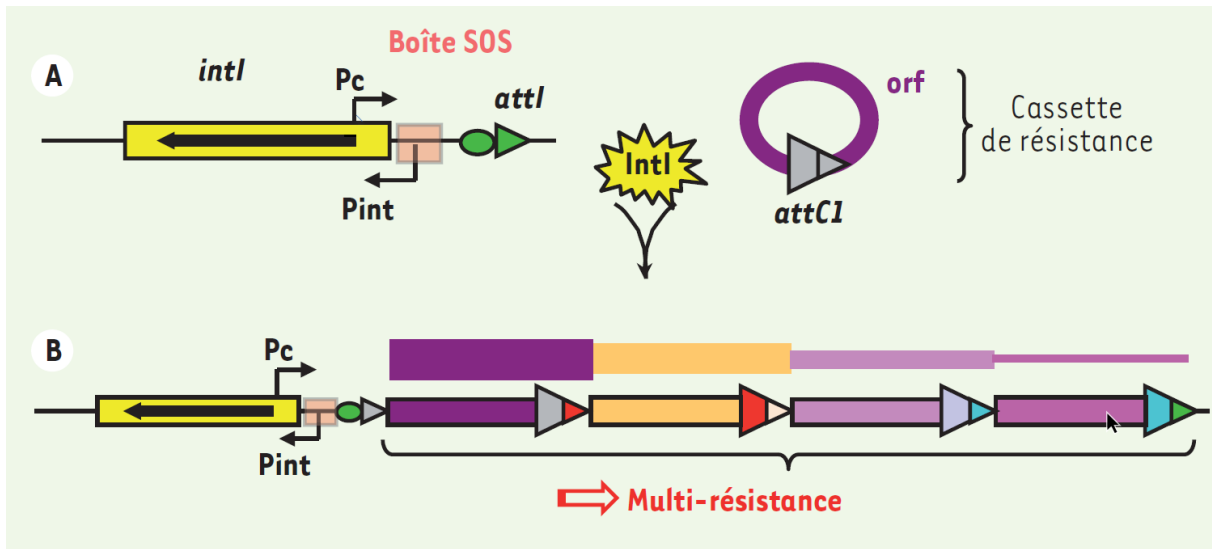 A
intI
Boîte SOS
Pc
attI
Pint
IntI
orf
attC1
Cassette
de résistance
B
Pc
Pint
Multi-résistance